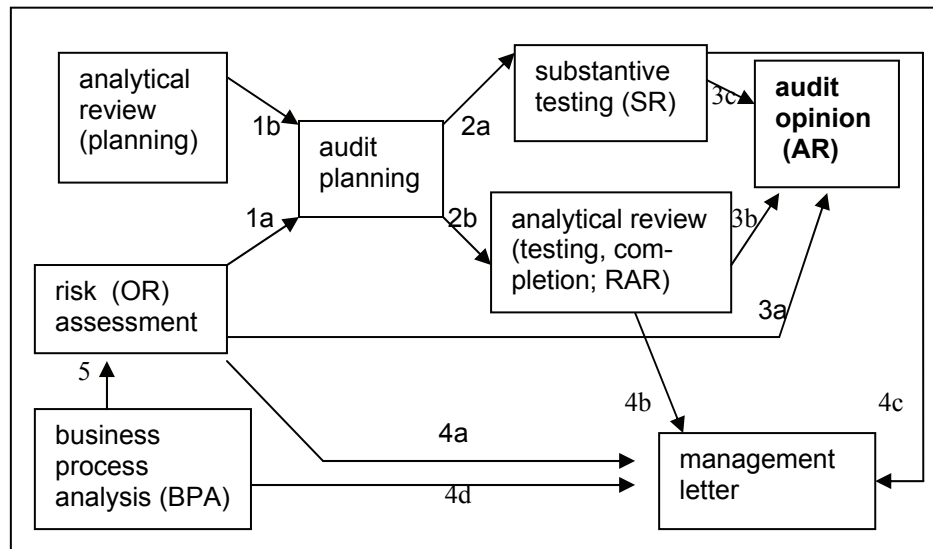 analytical
review
(planning)
1b
audit
planning
1a
2a
2b
substantive
testing (SR)
3c
audit
opinion
(AR)
analytical review
(testing, com-
pletion; RAR)
3b
3a
risk (OR)
assessment
5
business
process
analysis (BPA)
4a
4d
4b
4c
management
letter